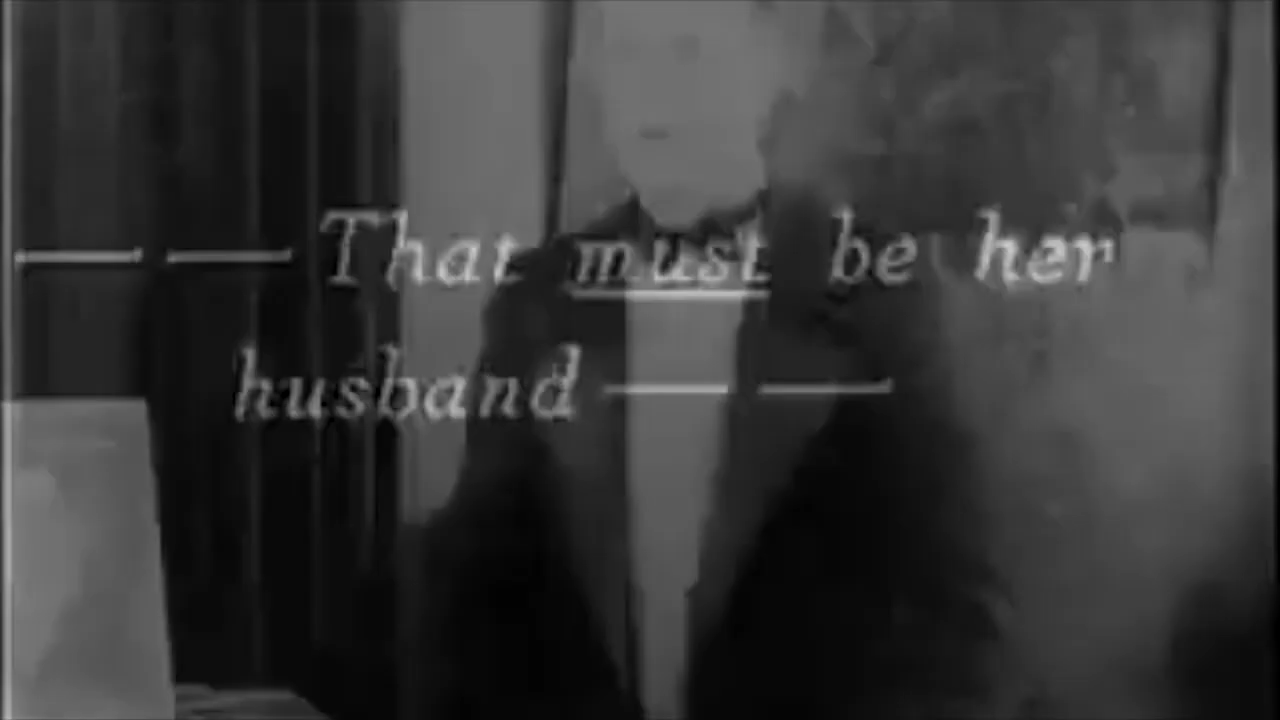 — — That must be her
husband — —